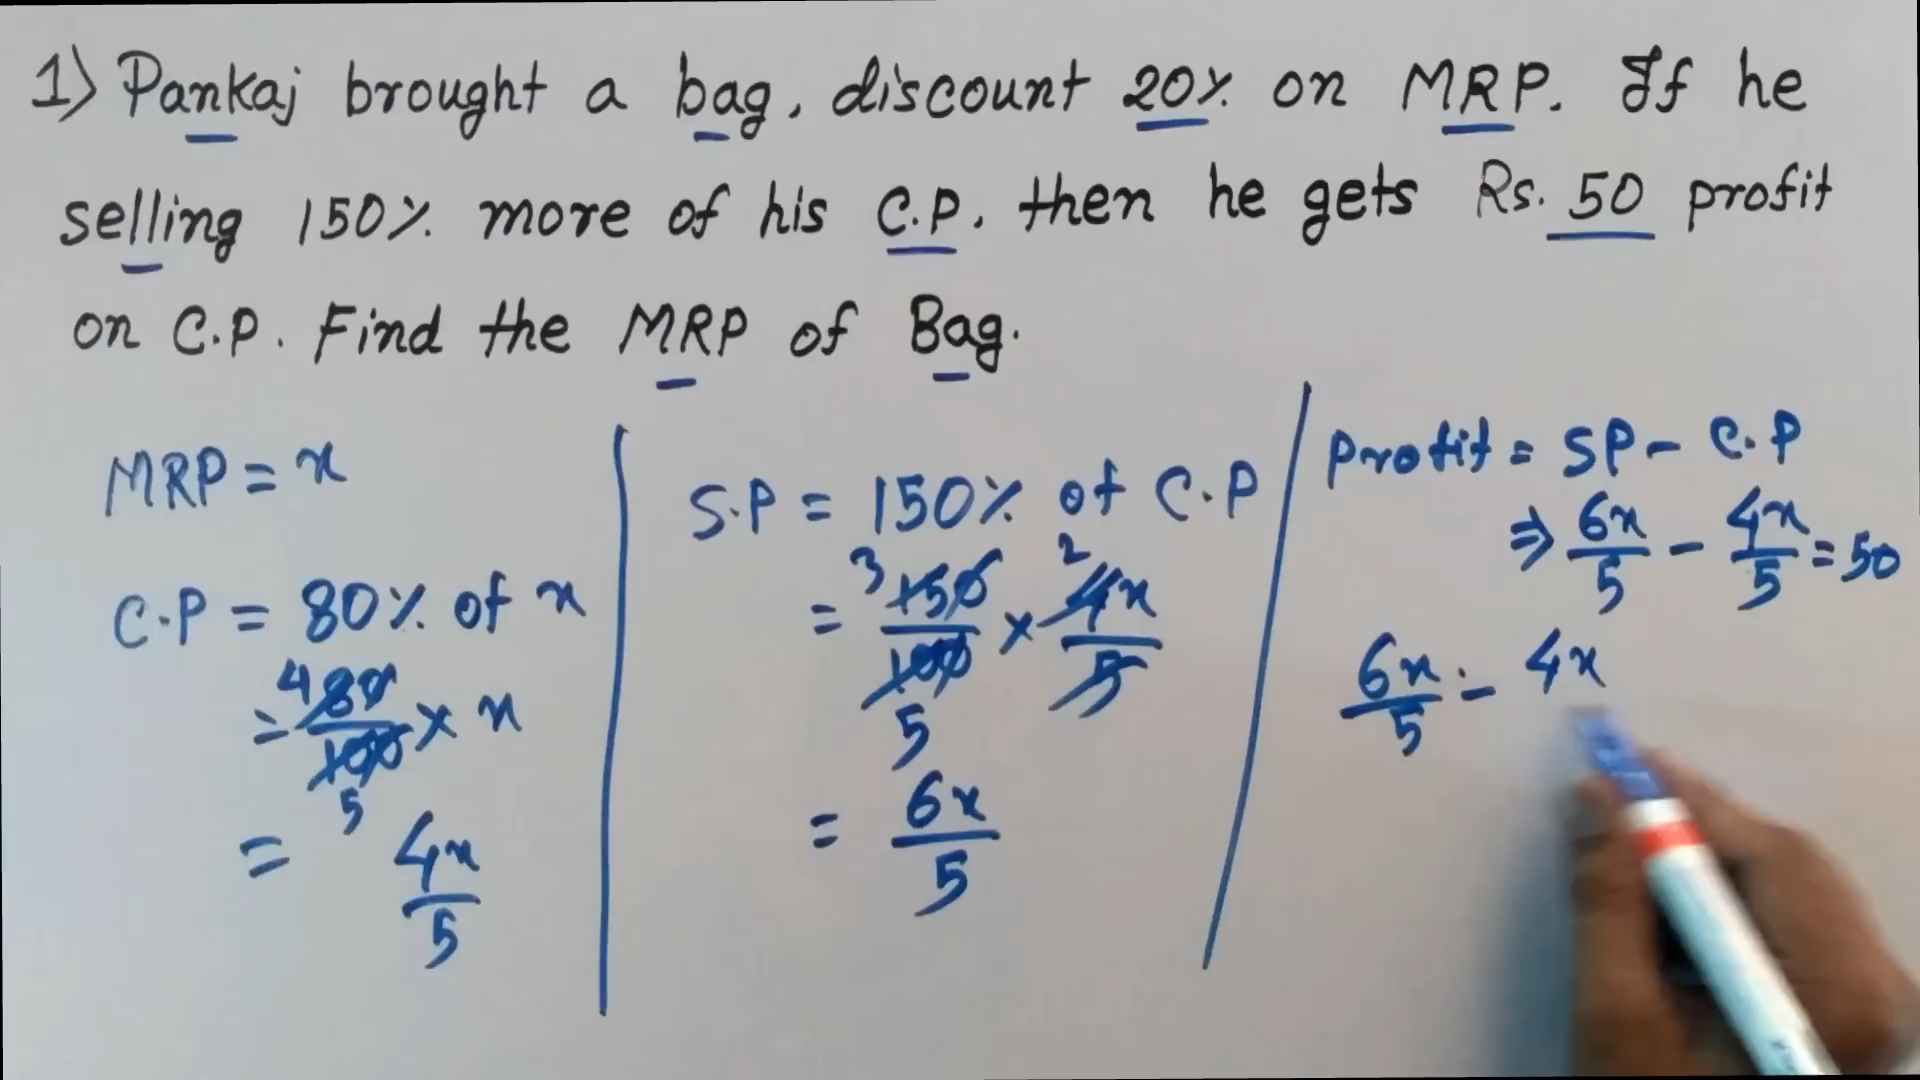 1) Pankaj brought a bag, discount 20% on MRP. If he
selling 150% more of his C.P. then he gets Rs. 50 profit
on C.P. Find the MRP of Bag.
MRP = x
C.P = 80% of x
= 4 80/100 5 × x
= 4x/5
S.P = 150% of C.P
= 3 150/100 5 × 2 4x/5
= 6x/5
Profit = SP - C.P
⇒ 6x/5 - 4x/5 = 50
6x/5 - 4x